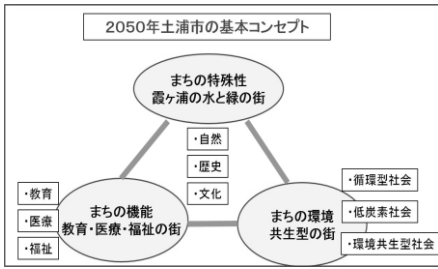 2050年土浦市の基本コンセプト
まちの特殊性
霞ヶ浦の水と緑の街
・自然
・歴史
・文化
・教育
・医療
・福祉
まちの機能
教育・医療・福祉の街
まちの環境
共生型の街
・循環型社会
・低炭素社会
・環境共生型社会